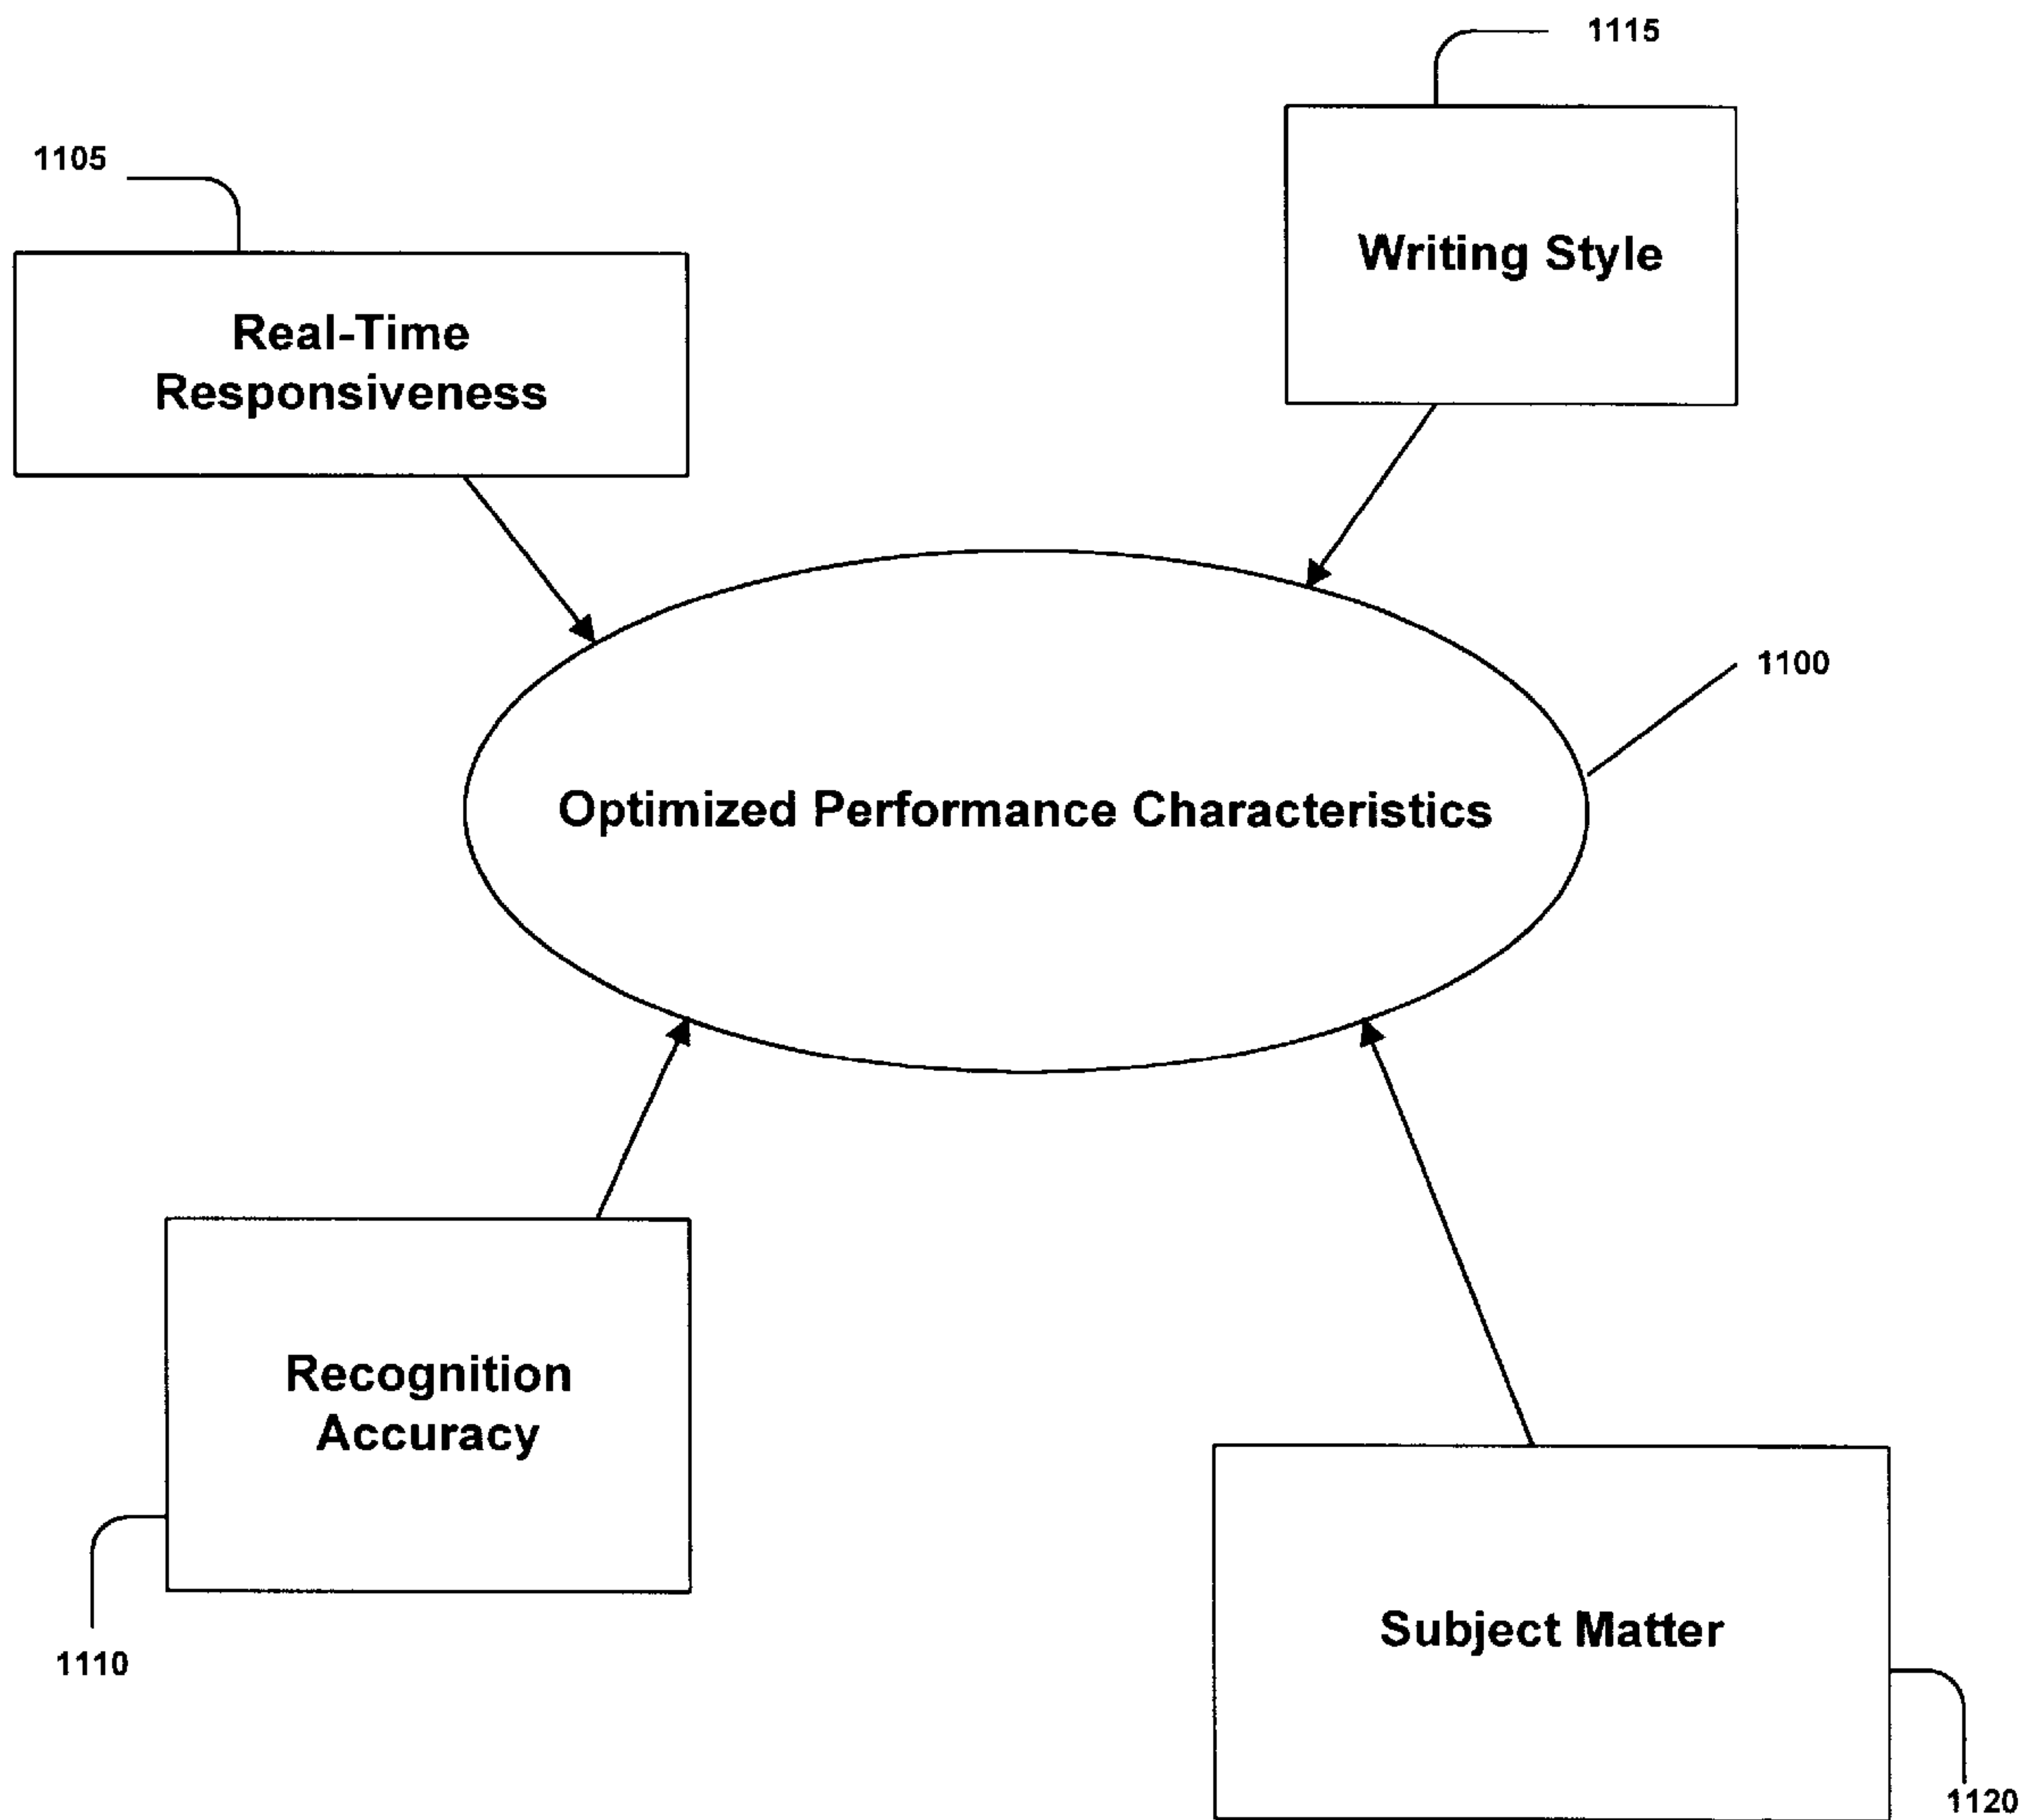 1115
1105
Writing Style
Real-Time
Responsiveness
1100
Optimized Performance Characteristics
Recognition
Accuracy
Subject Matter
1110
1120